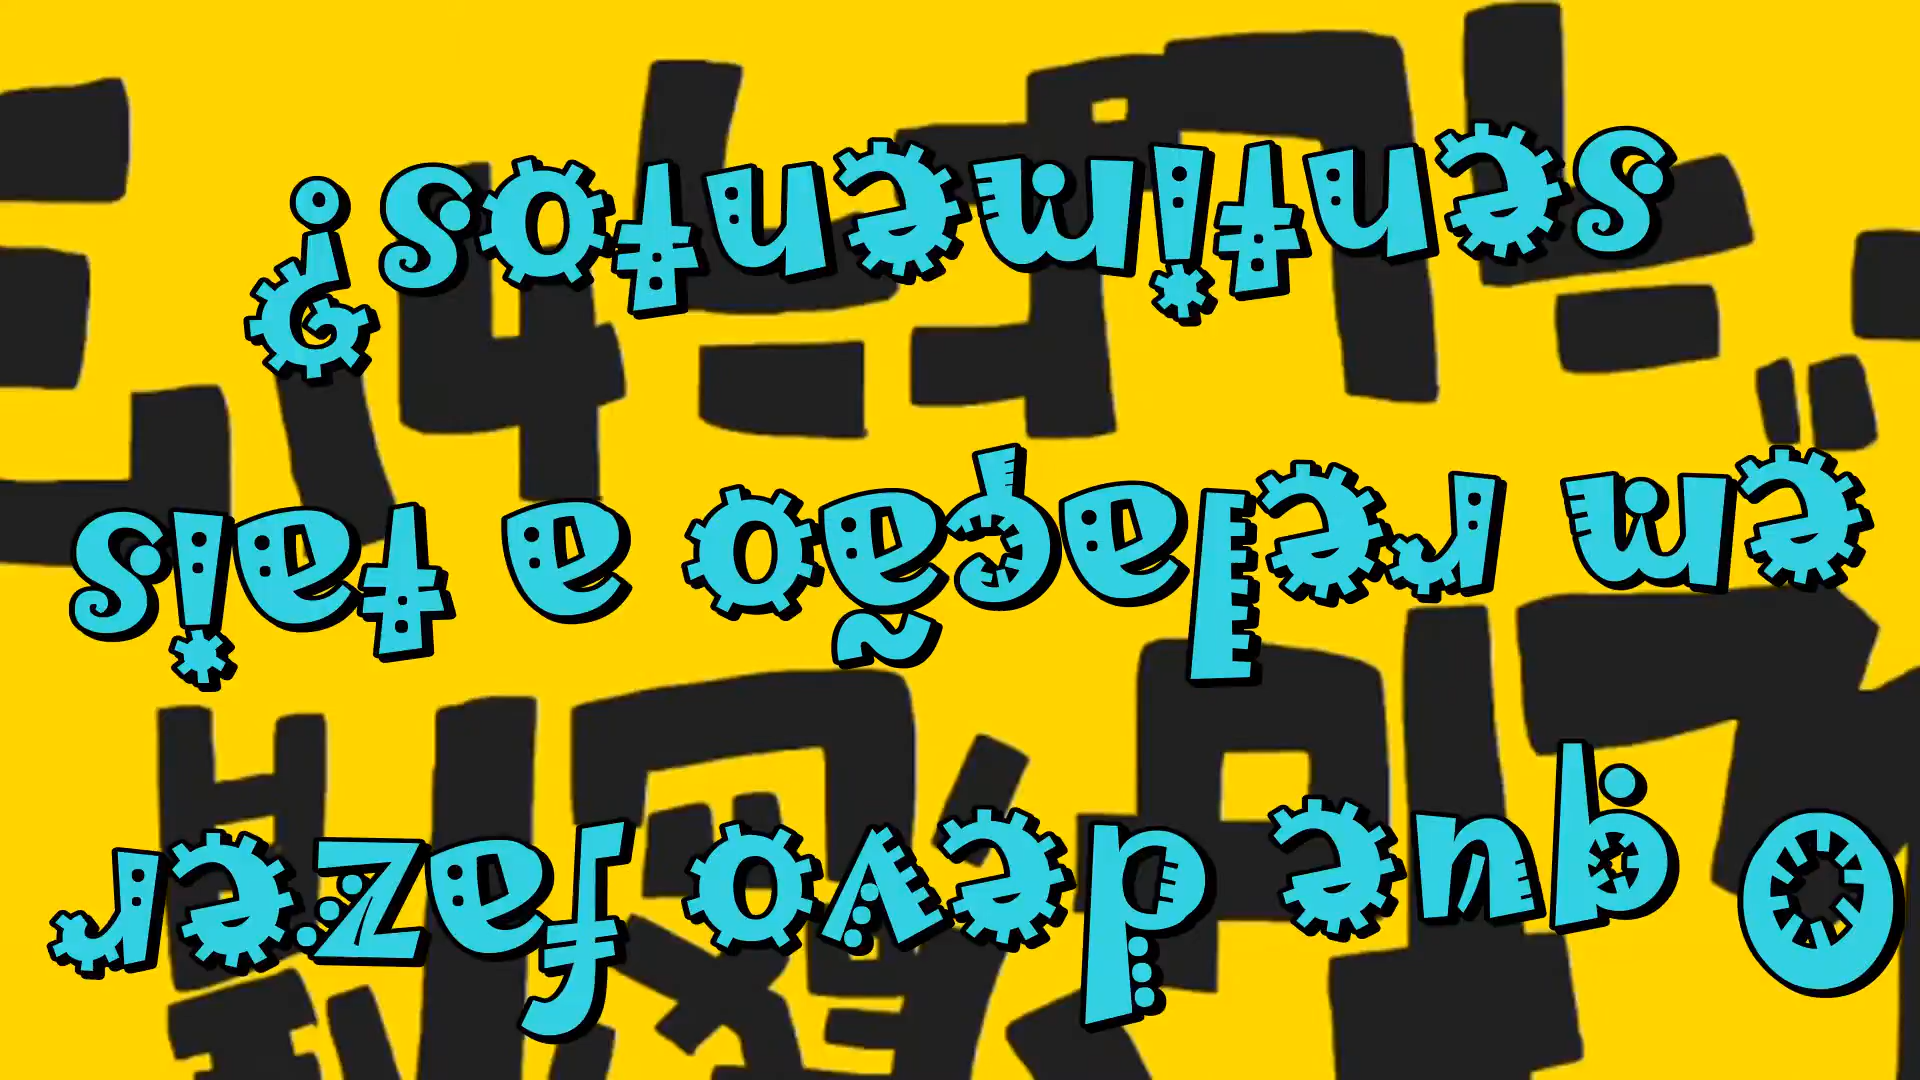 O que devo fazer
em relação a tais
sentimentos?